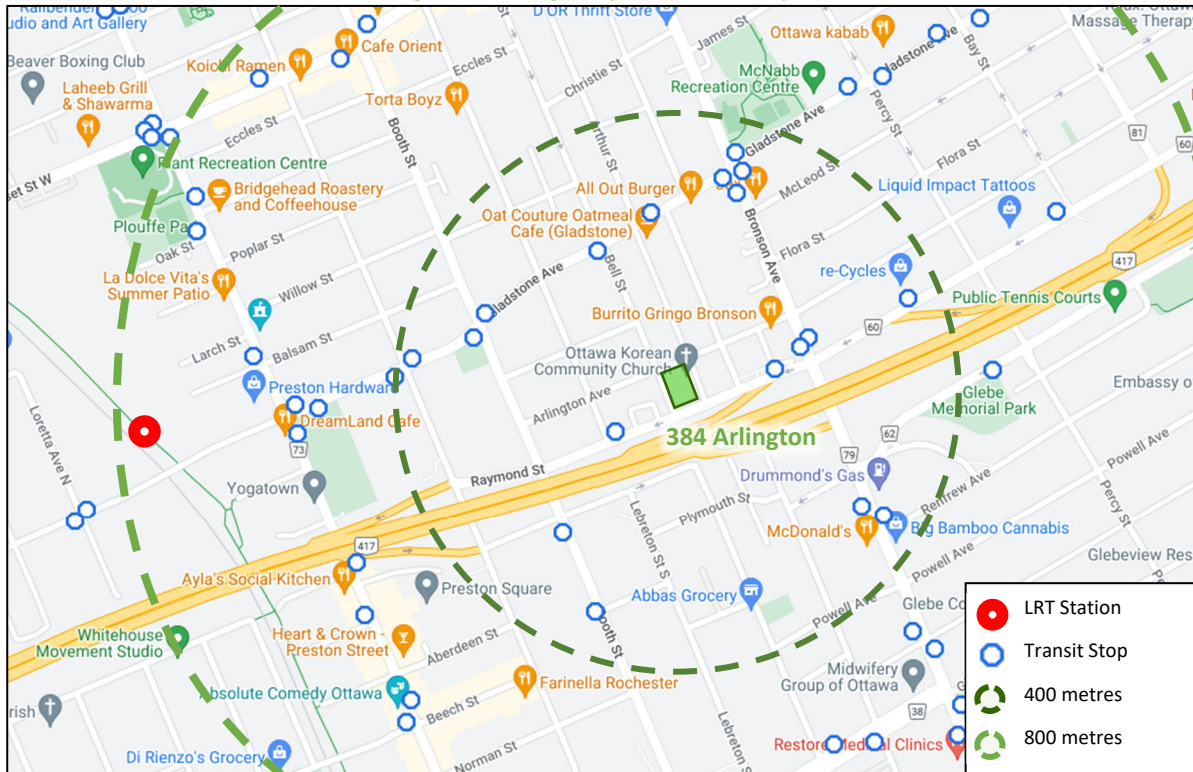 D'OR Thrift Store
udio and Art Gallery
Massage Therapy
James St
Ottawa kabab
Cafe Orient
Beaver Boxing Club
Koichi Ramen
Eccles St
Christie St
McNabb
Recreation Centre
Bay St
Laheeb Grill
& Shawarma
Torta Boyz
Percy St
Gladstone Ave
81
60
Eccles St
Booth St
Arthur St
Flora St
Plant Recreation Centre
set St W
McLeod St
All Out Burger
Liquid Impact Tattoos
Bridgehead Roastery
and Coffeehouse
Oat Couture Oatmeal
Cafe (Gladstone)
Plouffe Pa
Bronson Ave
Poplar St
Oak St
Flora St
417
Bell St
Gladstone Ave
La Dolce Vita's
Summer Patio
Willow St
re-Cycles
Public Tennis Courts
Burrito Gringo Bronson
60
Larch St
Balsam St
Ottawa Korean
Community Church
Preston Hardware
Embassy o
Arlington Ave
Glebe
Memorial Park
DreamLand Cafe
Loretta Ave N
384 Arlington
62
73
79
Powell Ave
Raymond St
Drummond's Gas
Yogatown
Renfrew Ave
Plymouth St
Percy St
McDonald's
Big Bamboo Cannabis
417
Lebreton St S
Glebeview Res
Ayla's Social Kitchen
Preston Square
Powell Ave
Abbas Grocery
Powell Ave
Glebe Co
Whitehouse
Movement Studio
Heart & Crown -
Preston Street
Aberdeen St
Booth St
Midwifery
Group of Ottawa
Absolute Comedy Ottawa
Farinella Rochester
rish
Beech St
38
Lebreton S
Restore Medical Clinics
Di Rienzo's Grocery
Norman St
LRT Station
Transit Stop
400 metres
800 metres